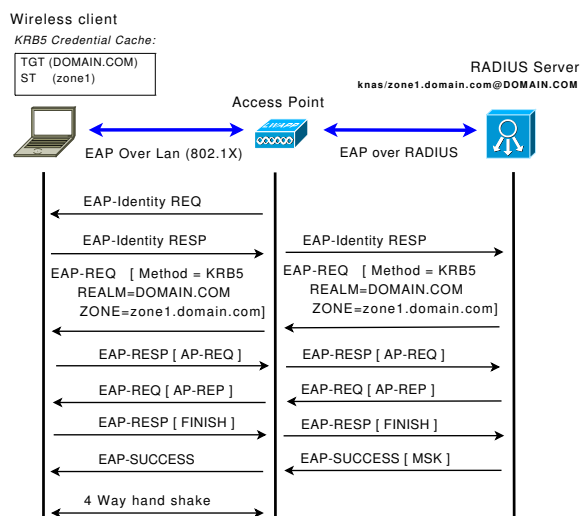 Wireless client
KRB5 Credential Cache:
TGT (DOMAIN.COM)
ST (zone1)
RADIUS Server
knas/zone1.domain.com@DOMAIN.COM
Access Point
LWAPP
EAP Over Lan (802.1X)
EAP over RADIUS
EAP-Identity REQ
EAP-Identity RESP
EAP-Identity RESP
EAP-REQ [ Method = KRB5
REALM=DOMAIN.COM
ZONE=zone1.domain.com]
EAP-REQ [ Method = KRB5
REALM=DOMAIN.COM
ZONE=zone1.domain.com]
EAP-RESP [ AP-REQ ]
EAP-RESP [ AP-REQ ]
EAP-REQ [ AP-REP ]
EAP-REQ [ AP-REP ]
EAP-RESP [ FINISH ]
EAP-RESP [ FINISH ]
EAP-SUCCESS
EAP-SUCCESS [ MSK ]
4 Way hand shake